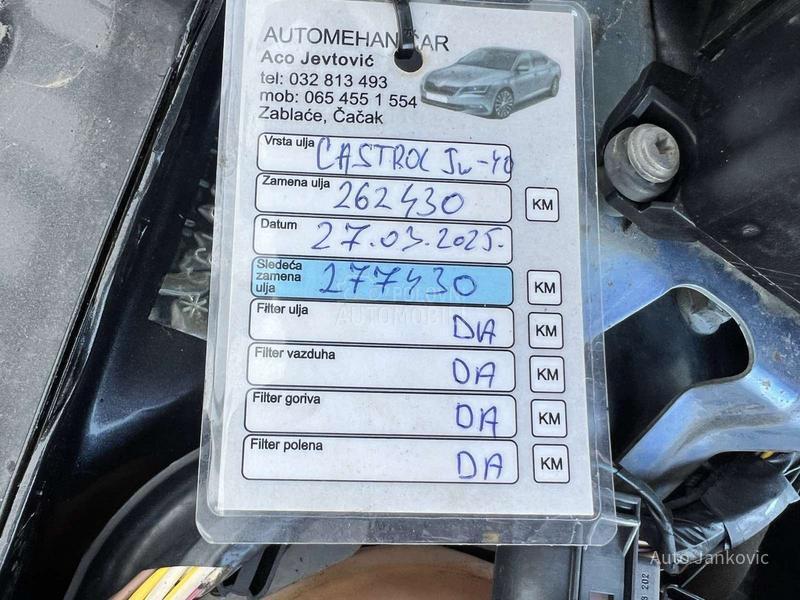 AUTOMEHANIČAR
Aco Jevtović
tel: 032 813 493
mob: 065 455 1 554
Zablaće, Čačak
Vrsta ulja CASTROL 5w-40
Zamena ulja 262430 KM
Datum 27.03.2025.
Sledeća zamena ulja 277430 KM
POLOVNI
AUTOMOBILI
Filter ulja DA KM
Filter vazduha DA KM
Filter goriva DA KM
Filter polena DA KM
Auto Janković